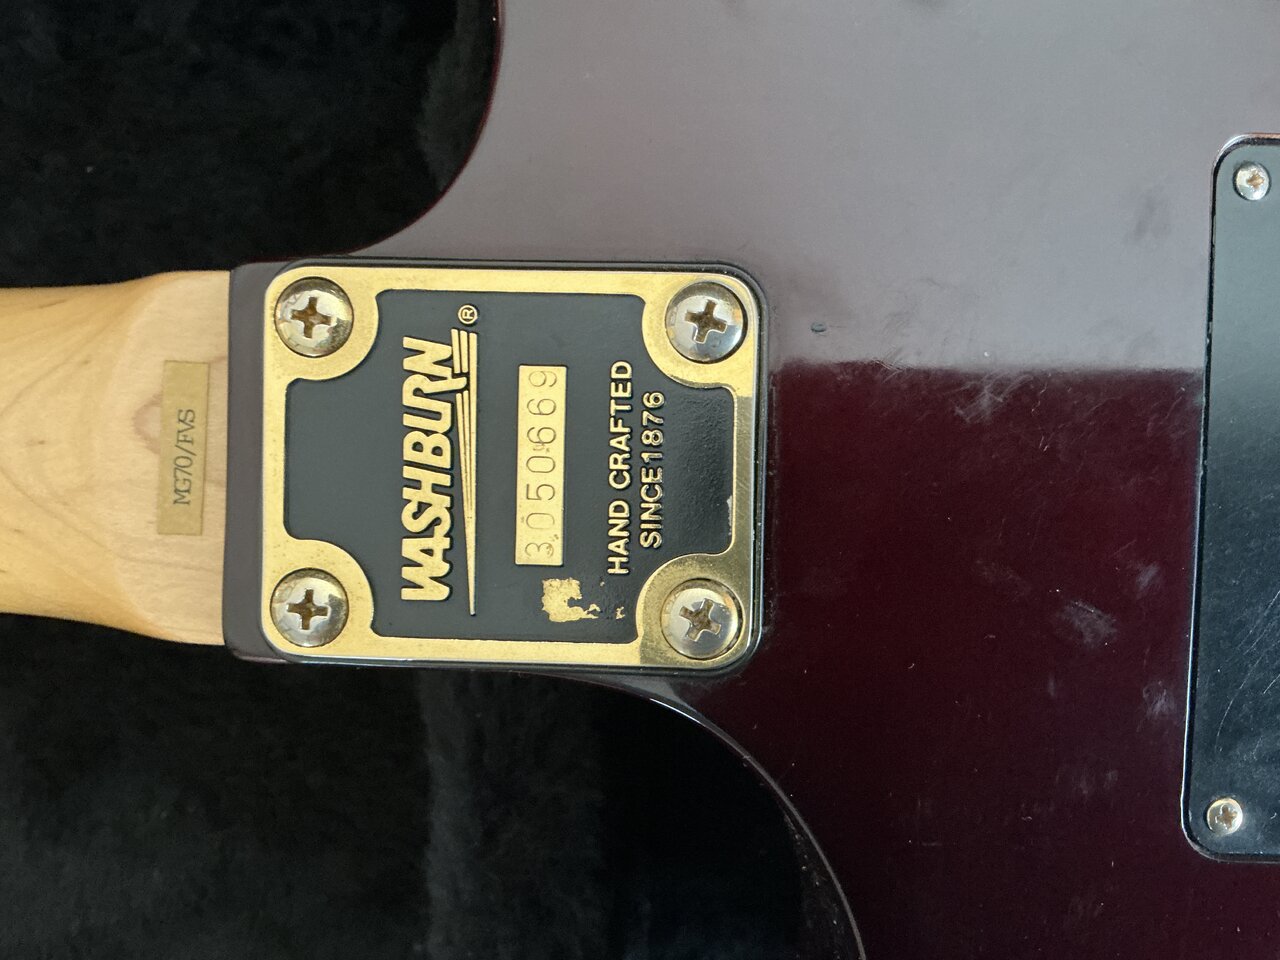 MG70/FVS
WASHBURN®
3050669
HAND CRAFTED
SINCE1876